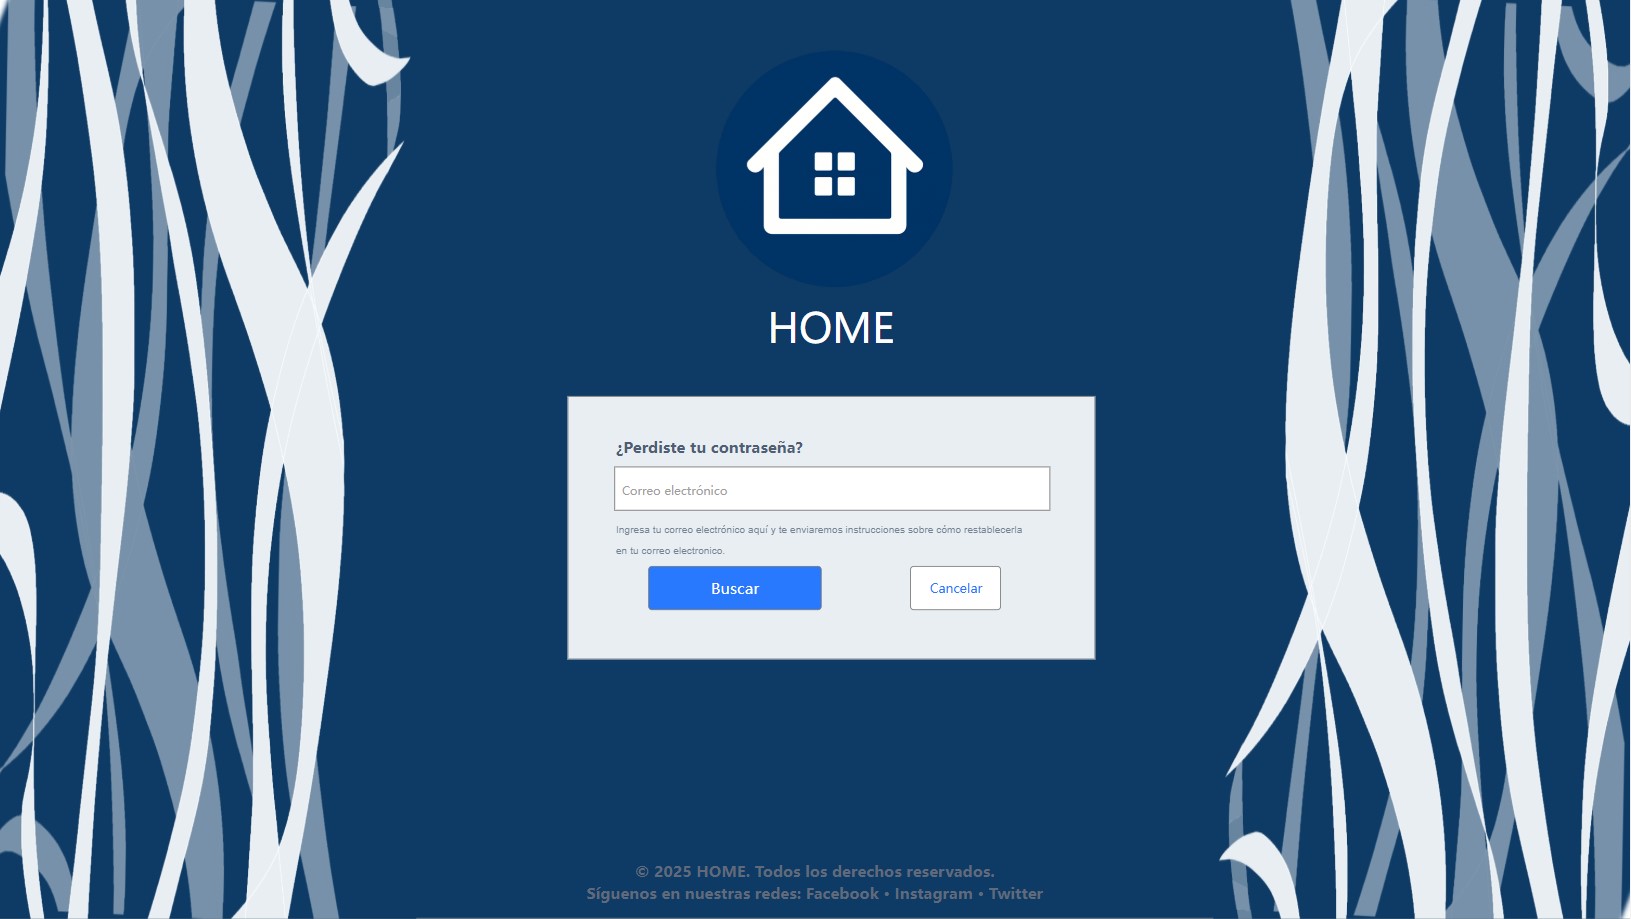 HOME
¿Perdiste tu contraseña?
Correo electrónico
Ingresa tu correo electrónico aquí y te enviaremos instrucciones sobre cómo restablecerla
en tu correo electronico.
Buscar Cancelar
© 2025 HOME. Todos los derechos reservados.
Síguenos en nuestras redes: Facebook • Instagram • Twitter